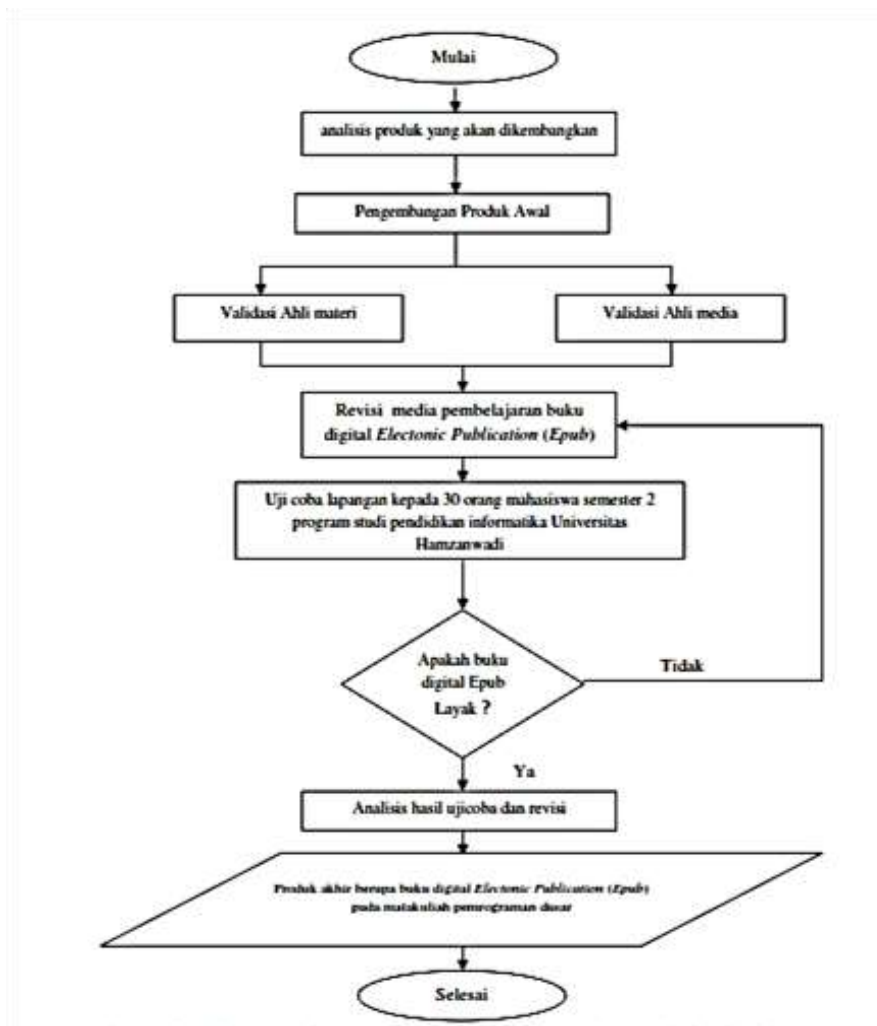 Mulai
analisis produk yang akan dikembangkan
Pengembangan Produk Awal
Validasi Ahli materi
Validasi Ahli media
Revisi media pembelajaran buku
digital Electonic Publication (Epub)
Uji coba lapangan kepada 30 orang mahasiswa semester 2
program studi pendidikan informatika Universitas
Hamzanwadi
Apakah buku
digital Epub
Layak ?
Tidak
Ya
Analisis hasil ujicoba dan revisi
Produk akhir berupa buku digital Electonic Publication (Epub)
pada matakuliah pemrograman dasar
Selesai